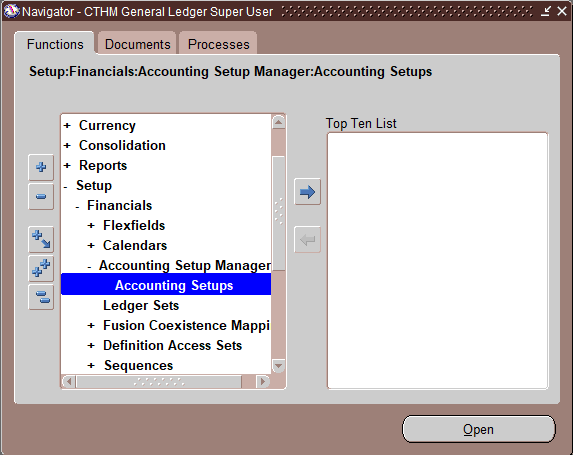 Navigator - CTHM General Ledger Super User
Functions Documents Processes
Setup:Financials:Accounting Setup Manager:Accounting Setups
Top Ten List
+ Currency
+ Consolidation
+ Reports
- Setup
- Financials
+ Flexfields
+ Calendars
- Accounting Setup Manager
Accounting Setups
Ledger Sets
+ Fusion Coexistence Mappi
+ Definition Access Sets
+ Sequences
Open